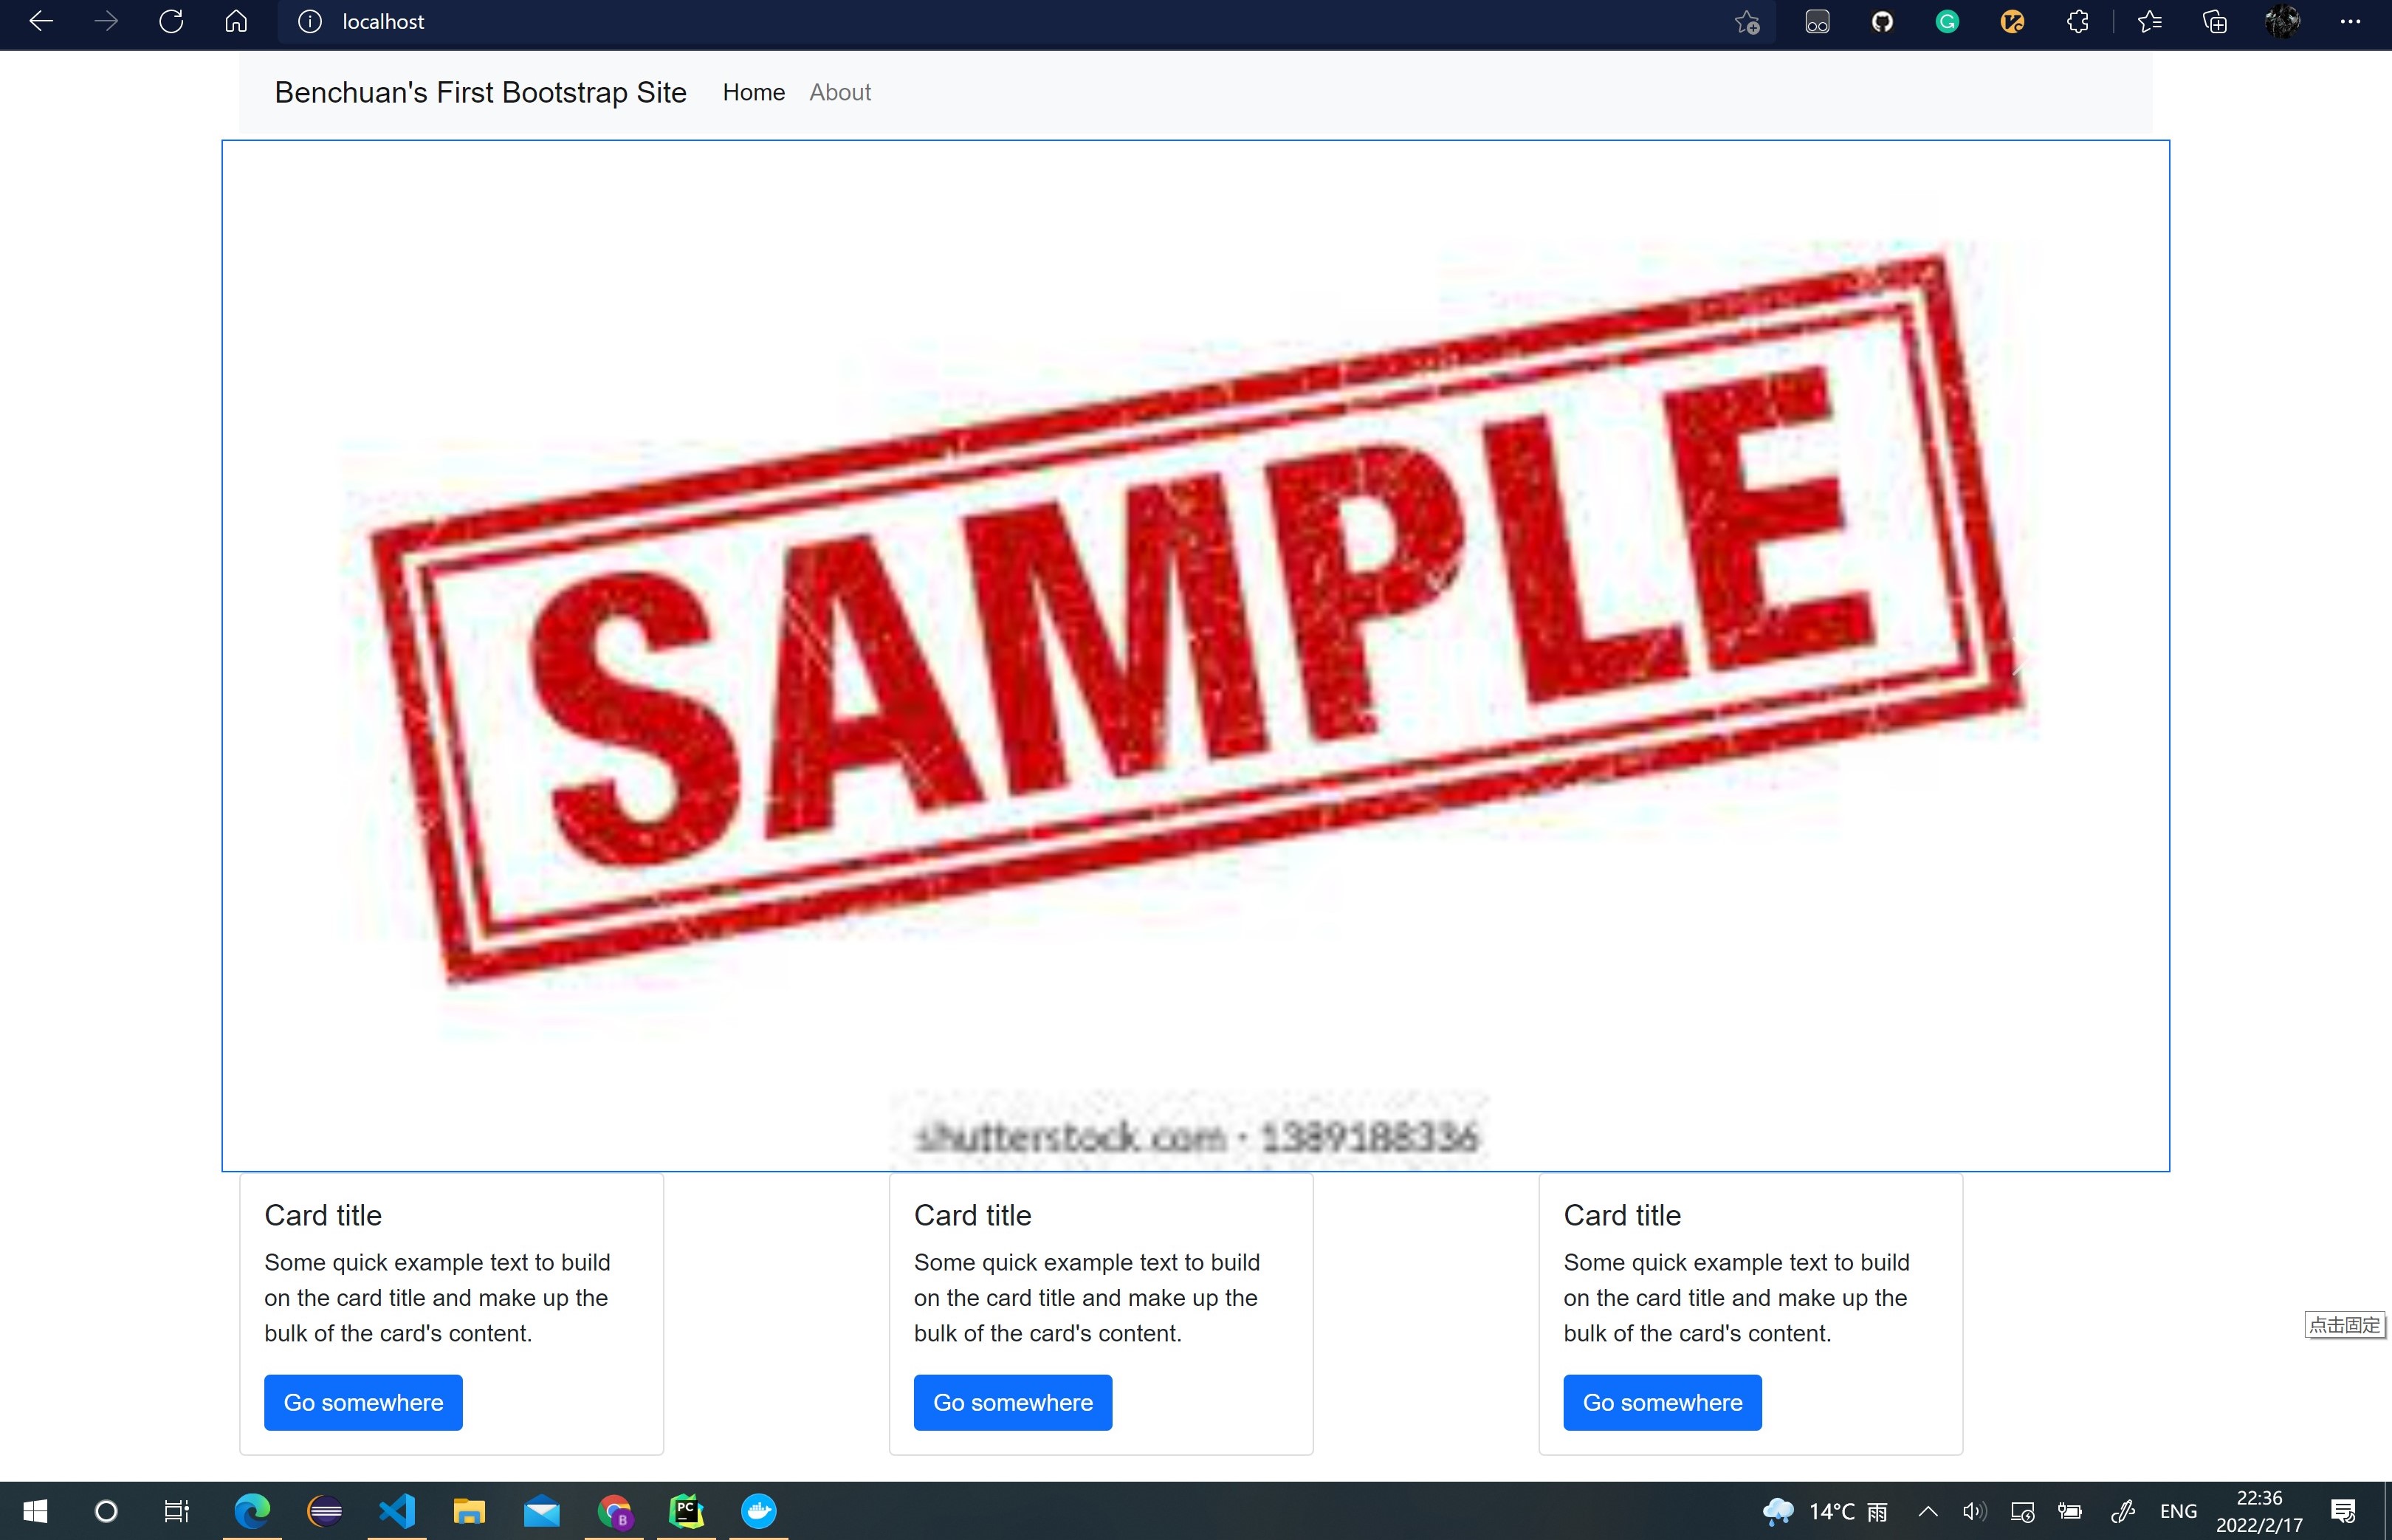 localhost
Benchuan's First Bootstrap Site Home About
SAMPLE
shutterstock.com · 1389188336
Card title
Some quick example text to build
on the card title and make up the
bulk of the card's content.
Go somewhere
Card title
Some quick example text to build
on the card title and make up the
bulk of the card's content.
Go somewhere
Card title
Some quick example text to build
on the card title and make up the
bulk of the card's content.
Go somewhere
点击固定
PC
B
14°C 雨
ENG
22:36
2022/2/17